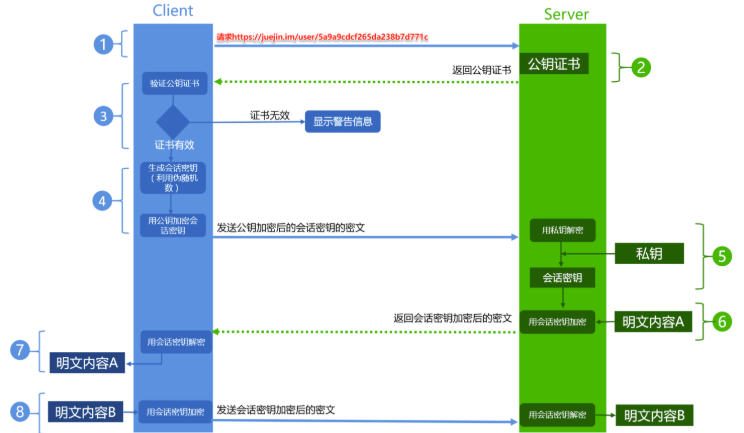 Client
Server
1
请求https://juejin.im/user/5a9a9cdcf265da238b7d771c
公钥证书
2
返回公钥证书
验证公钥证书
3
证书无效
显示警告信息
证书有效
生成会话密钥
（利用伪随机
数）
4
用公钥加密会
话密钥
发送公钥加密后的会话密钥的密文
用私钥解密
私钥
5
会话密钥
返回会话密钥加密后的密文
用会话密钥加密
明文内容A
6
7
用会话密钥解密
明文内容A
8
明文内容B
用会话密钥加密
发送会话密钥加密后的密文
用会话密钥解密
明文内容B